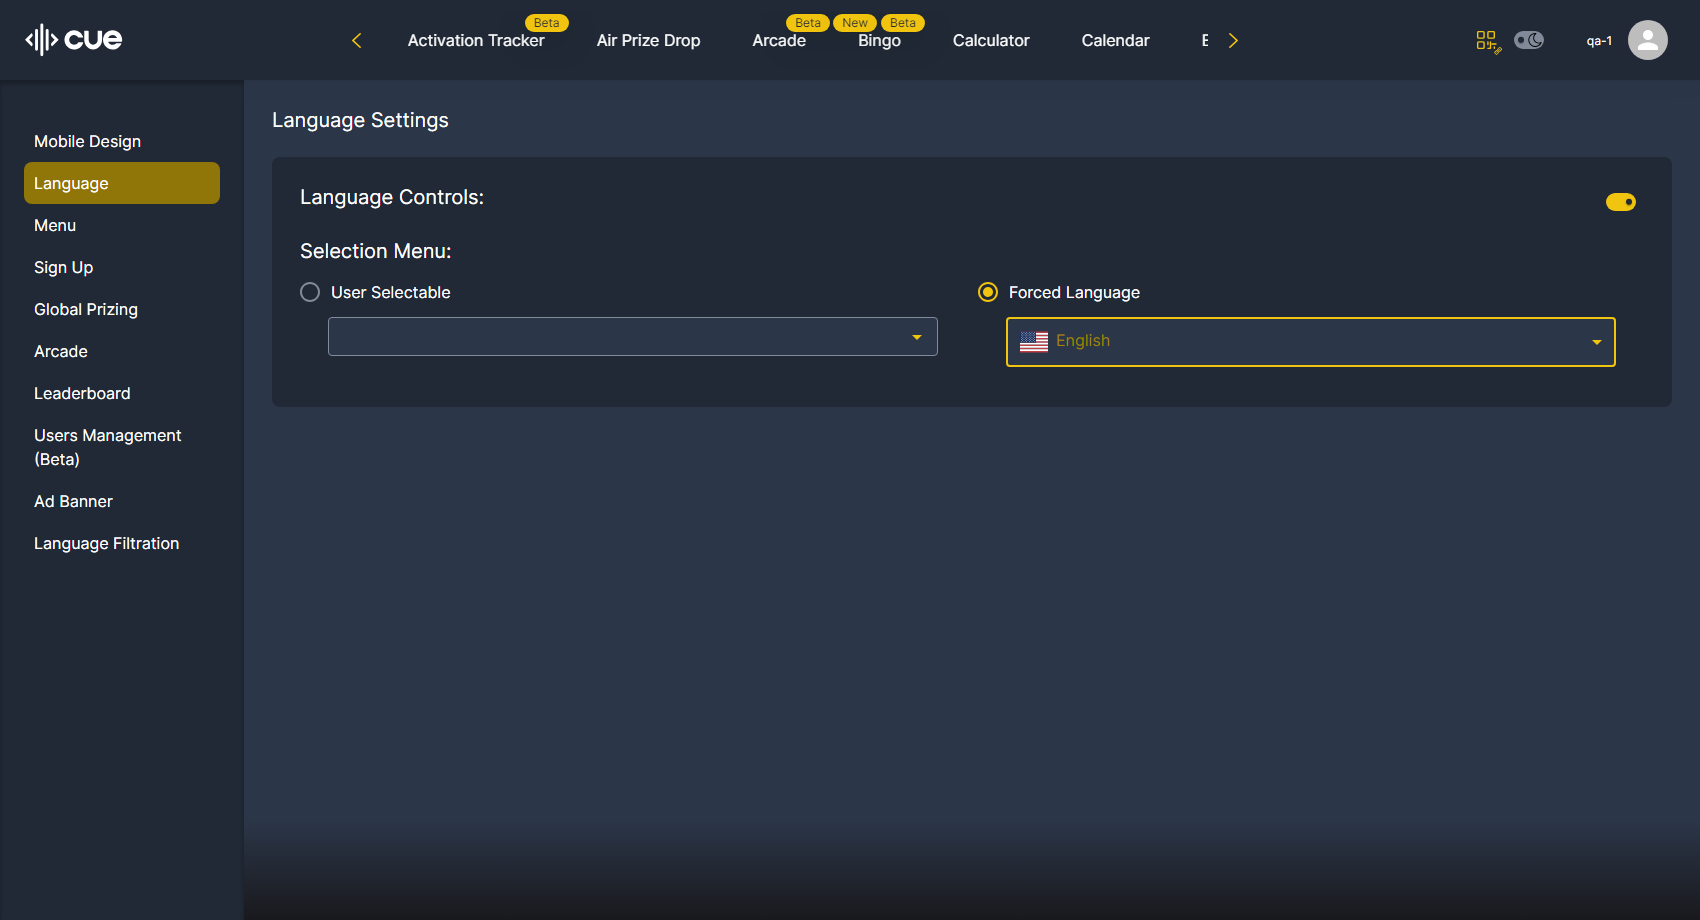 cue
Beta Beta New Beta
Activation Tracker Air Prize Drop Arcade Bingo Calculator Calendar
qa-1
Mobile Design
Language
Menu
Sign Up
Global Prizing
Arcade
Leaderboard
Users Management
(Beta)
Ad Banner
Language Filtration
Language Settings
Language Controls:
Selection Menu:
User Selectable
Forced Language
English